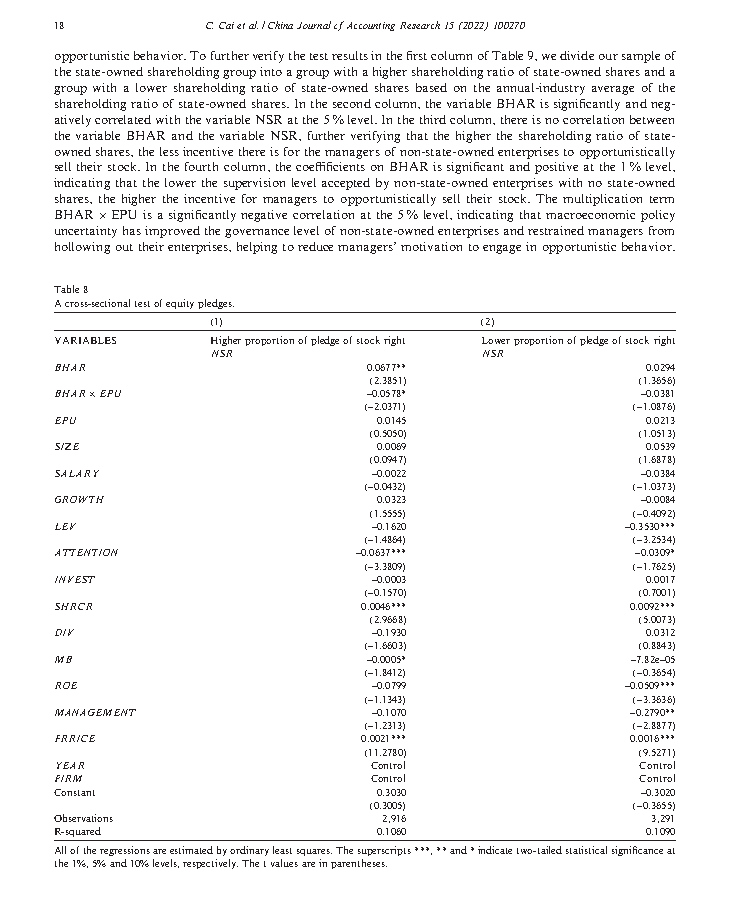 18
C. Cai et al. / China Journal of Accounting Research 15 (2022) 100270
opportunistic behavior. To further verify the test results in the first column of Table 9, we divide our sample of
the state-owned shareholding group into a group with a higher shareholding ratio of state-owned shares and a
group with a lower shareholding ratio of state-owned shares based on the annual-industry average of the
shareholding ratio of state-owned shares. In the second column, the variable BHAR is significantly and neg-
atively correlated with the variable NSR at the 5 % level. In the third column, there is no correlation between
the variable BHAR and the variable NSR, further verifying that the higher the shareholding ratio of state-
owned shares, the less incentive there is for the managers of non-state-owned enterprises to opportunistically
sell their stock. In the fourth column, the coefficients on BHAR is significant and positive at the 1 % level,
indicating that the lower the supervision level accepted by non-state-owned enterprises with no state-owned
shares, the higher the incentive for managers to opportunistically sell their stock. The multiplication term
BHAR × EPU is a significantly negative correlation at the 5 % level, indicating that macroeconomic policy
uncertainty has improved the governance level of non-state-owned enterprises and restrained managers from
hollowing out their enterprises, helping to reduce managers' motivation to engage in opportunistic behavior.
Table 8
A cross-sectional test of equity pledges.
(1) (2)
VARIABLES Higher proportion of pledge of stock right Lower proportion of pledge of stock right
NSR NSR
BHAR 0.0677** 0.0294
(2.3851) (1.3656)
BHAR × EPU −0.0578* −0.0381
(−2.0371) (−1.0876)
EPU 0.0145 0.0213
(0.5050) (1.0513)
SIZE 0.0069 0.0539
(0.0947) (1.6878)
SALARY −0.0022 −0.0384
(−0.0432) (−1.0373)
GROWTH 0.0323 −0.0084
(1.5555) (−0.4092)
LEV −0.1620 −0.3530***
(−1.4864) (−3.2534)
ATTENTION −0.0637*** −0.0309*
(−3.3809) (−1.7625)
INVEST −0.0003 0.0017
(−0.1570) (0.7001)
SHRCR 0.0046*** 0.0092***
(2.9668) (5.0073)
DIV −0.1930 0.0312
(−1.6603) (0.8843)
MB −0.0005* −7.82e−05
(−1.8412) (−0.3654)
ROE −0.0799 −0.0509***
(−1.1343) (−3.3636)
MANAGEMENT −0.1070 −0.2790**
(−1.2313) (−2.8877)
FRRICE 0.0021*** 0.0016***
(11.2780) (9.5271)
YEAR Control Control
FIRM Control Control
Constant 0.3030 −0.3020
(0.3005) (−0.3655)
Observations 2,916 3,291
R-squared 0.1060 0.1090
All of the regressions are estimated by ordinary least squares. The superscripts ***, ** and * indicate two-tailed statistical significance at
the 1%, 5% and 10% levels, respectively. The t values are in parentheses.